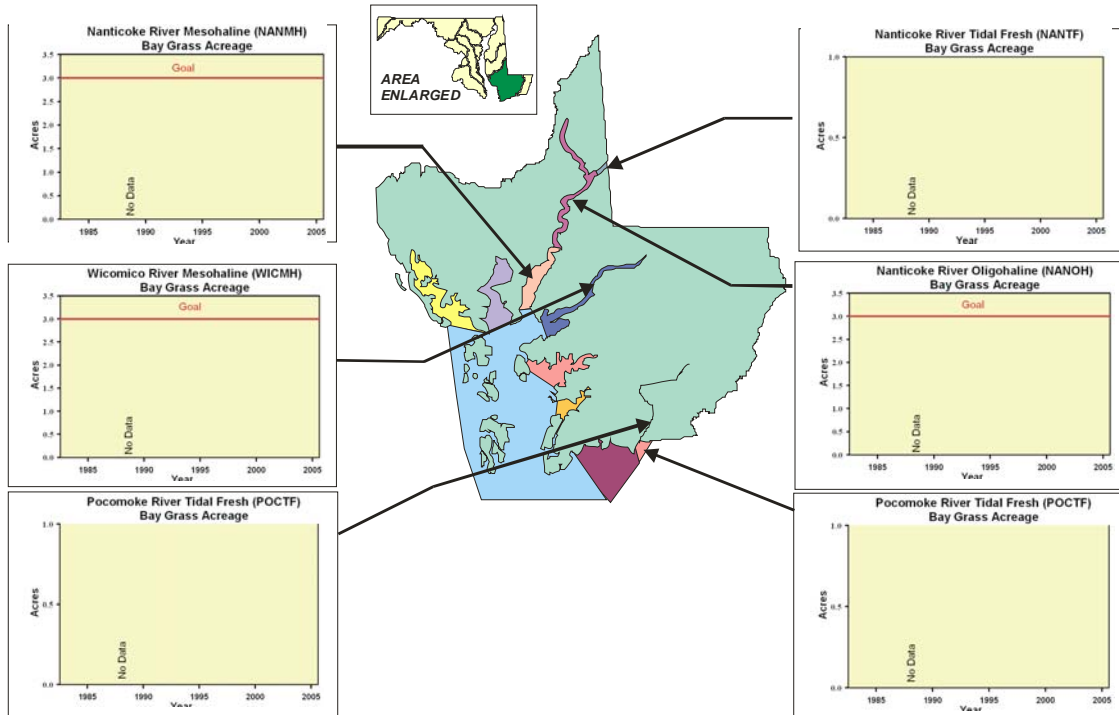 Nanticoke River Mesohaline (NANMH)
Bay Grass Acreage
3.5
Goal
3.0
2.5
2.0
1.5
1.0
0.5
0.0
Acres
No Data
1985 1990 1995 2000 2005
Year
AREA
ENLARGED
Nanticoke River Tidal Fresh (NANTF)
Bay Grass Acreage
1.0
0.5
0.0
Acres
No Data
1985 1990 1995 2000 2005
Year
Wicomico River Mesohaline (WICMH)
Bay Grass Acreage
3.5
Goal
3.0
2.5
2.0
1.5
1.0
0.5
0.0
Acres
No Data
1985 1990 1995 2000 2005
Year
Nanticoke River Oligohaline (NANOH)
Bay Grass Acreage
3.5
Goal
3.0
2.5
2.0
1.5
1.0
0.5
0.0
Acres
No Data
1985 1990 1995 2000 2005
Year
Pocomoke River Tidal Fresh (POCTF)
Bay Grass Acreage
1.0
0.5
0.0
Acres
No Data
1985 1990 1995 2000 2005
Year
Pocomoke River Tidal Fresh (POCTF)
Bay Grass Acreage
1.0
0.5
0.0
Acres
No Data
1985 1990 1995 2000 2005
Year